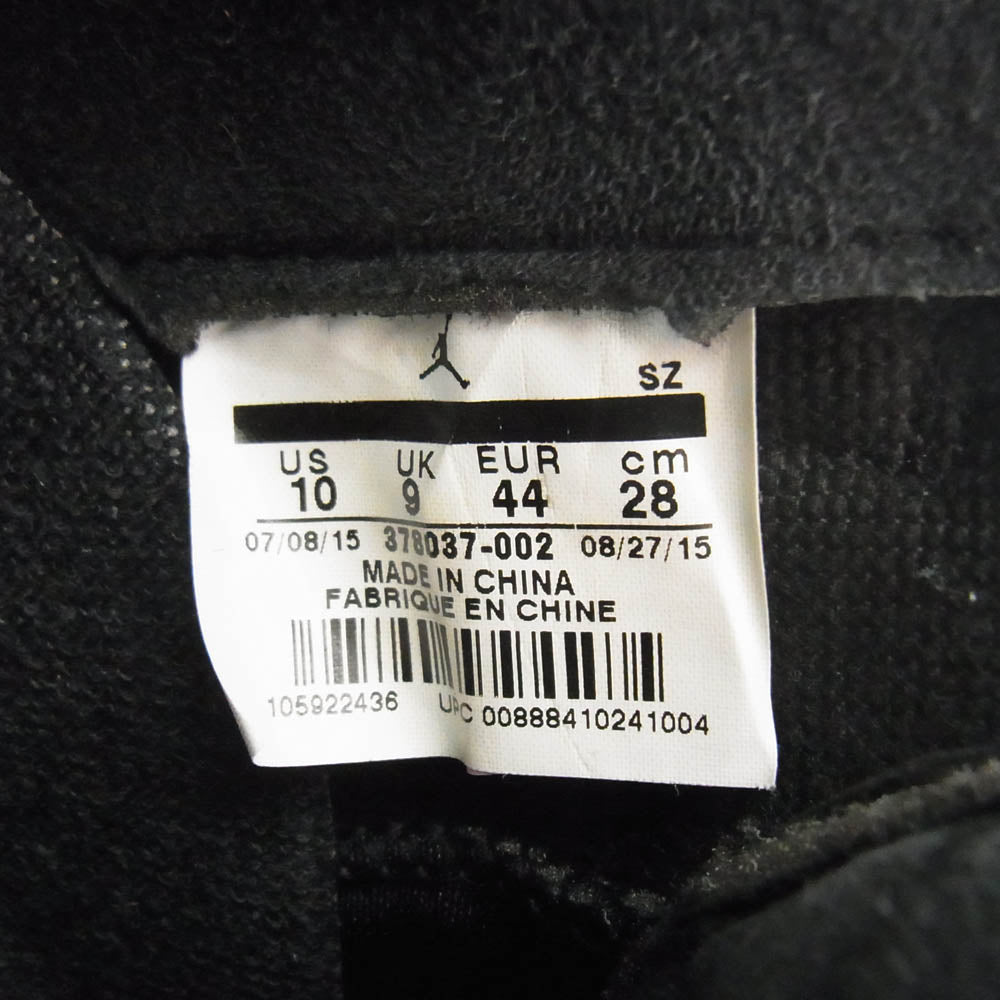 SZ
US UK EUR cm
10 9 44 28
07/08/15 378037-002 08/27/15
MADE IN CHINA
FABRIQUE EN CHINE
105922436 UPC 00888410241004